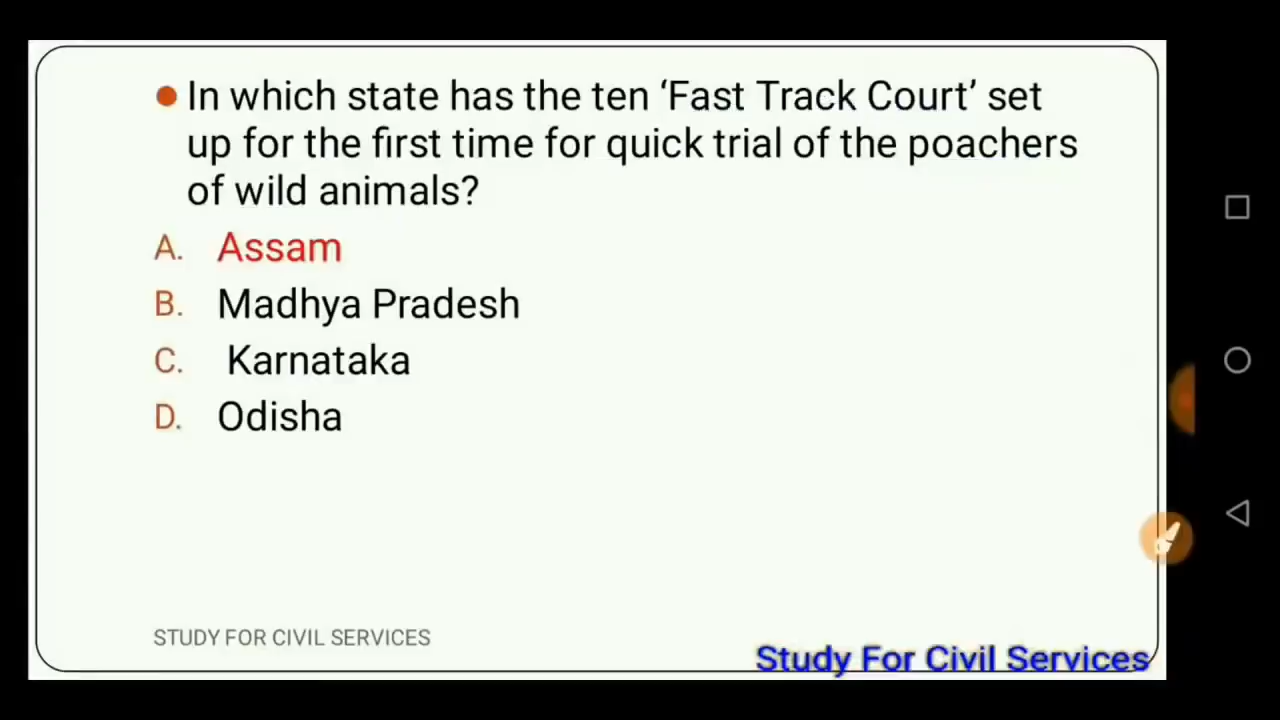 In which state has the ten ‘Fast Track Court’ set
up for the first time for quick trial of the poachers
of wild animals?
A. Assam
B. Madhya Pradesh
C. Karnataka
D. Odisha
STUDY FOR CIVIL SERVICES
Study For Civil Services